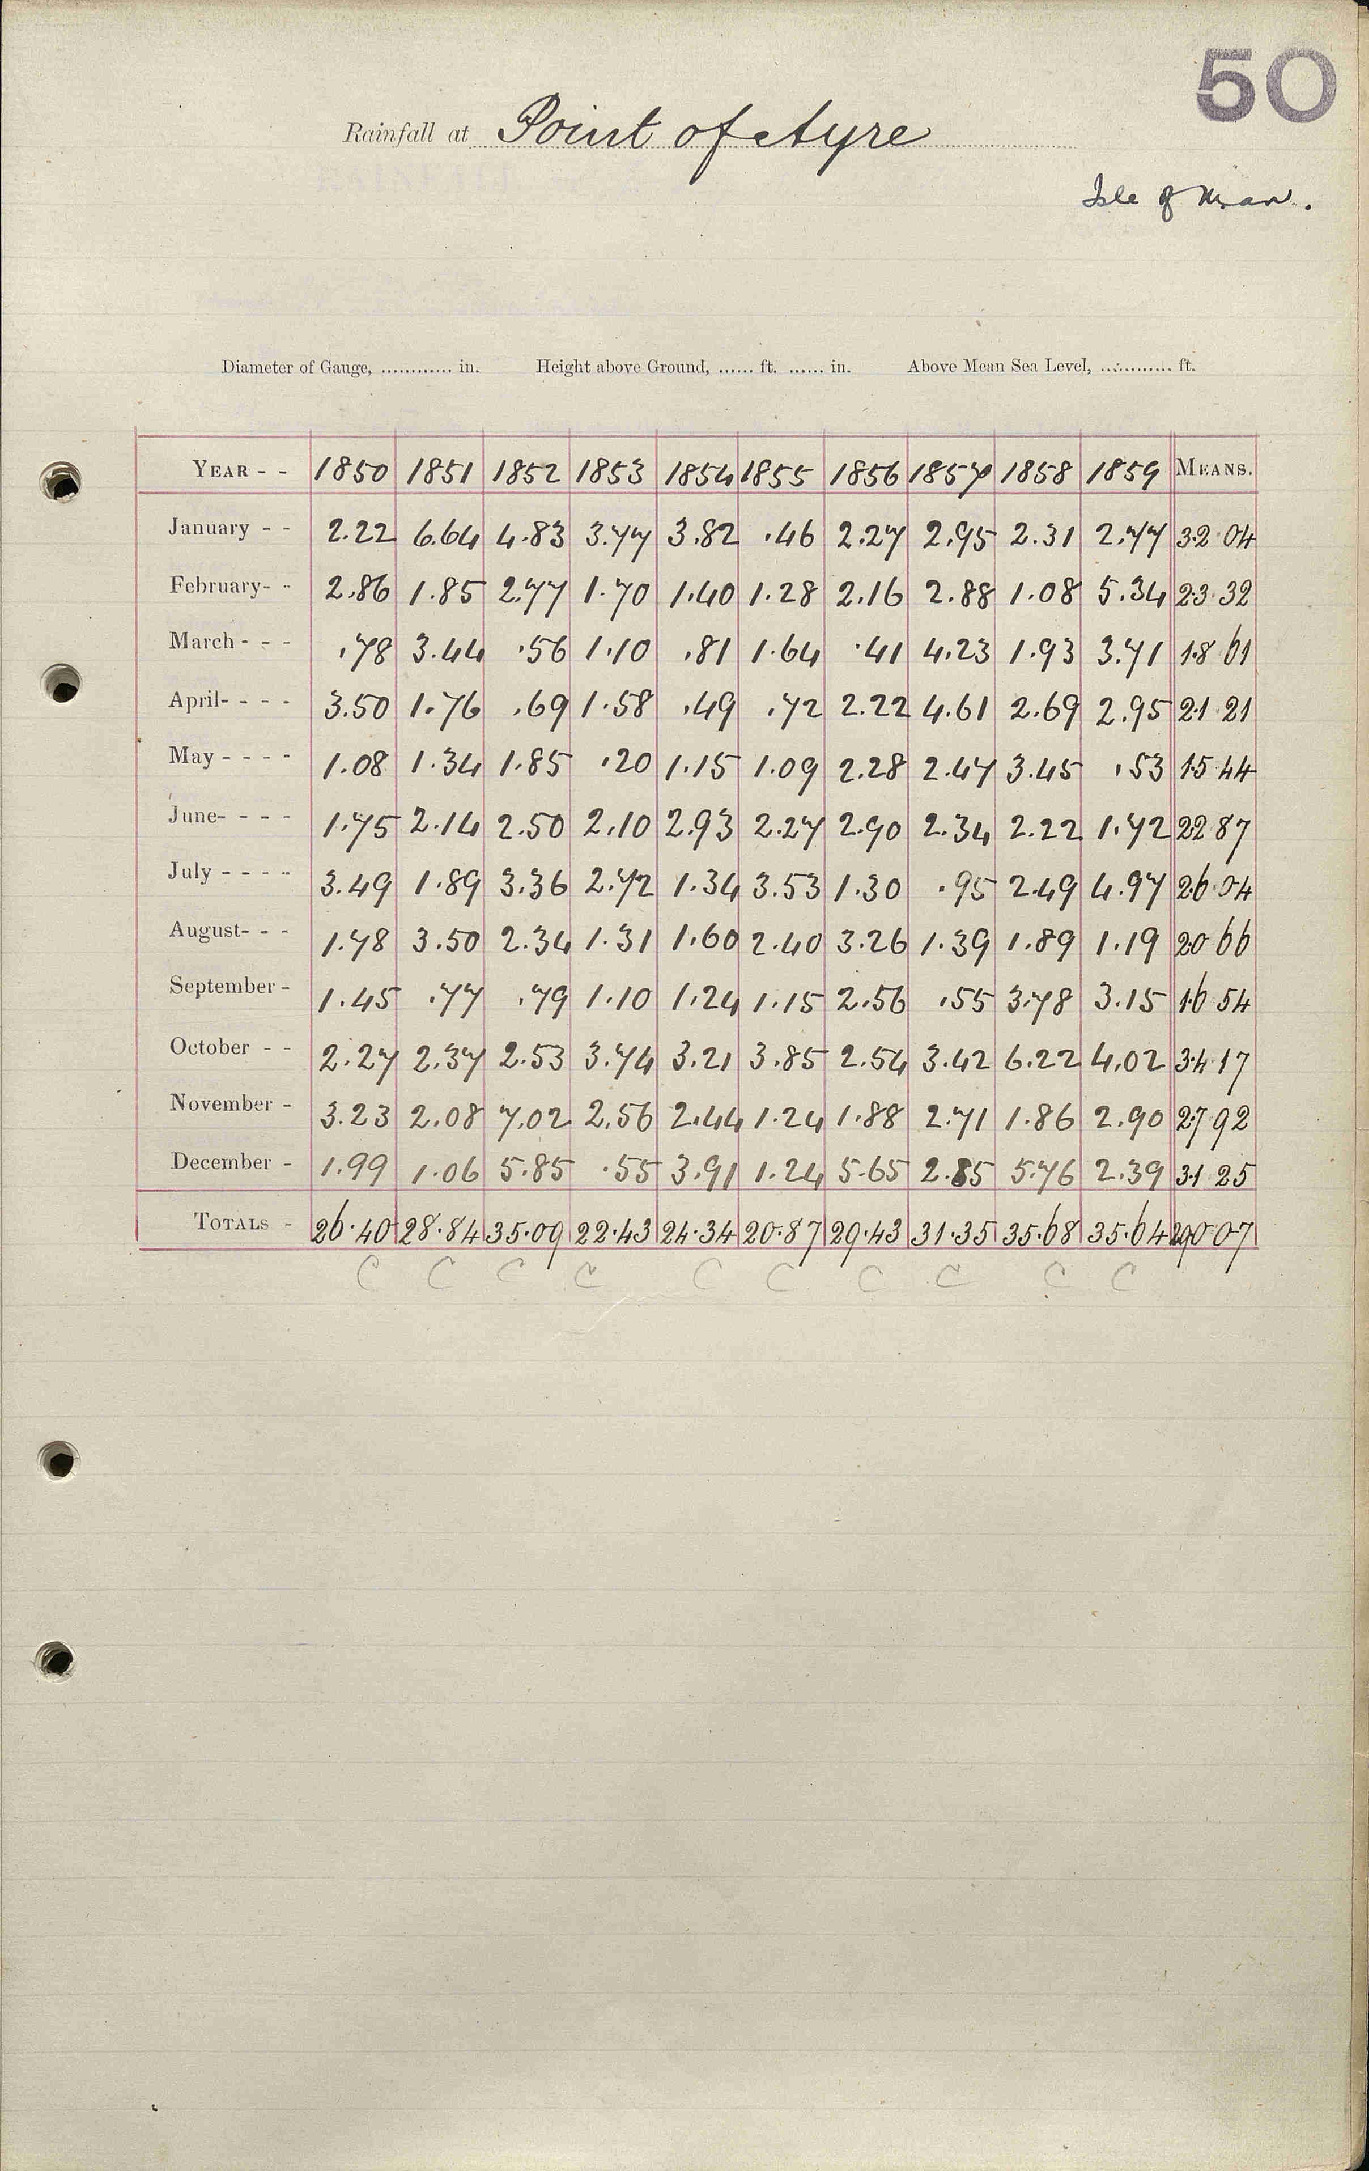 50
Rainfall at Point of Ayre
Isle of Man.
Diameter of Gauge, ............ in. Height above Ground, ...... ft. ...... in. Above Mean Sea Level, ............ ft.
YEAR - - 1850 1851 1852 1853 1854 1855 1856 1857 1858 1859 MEANS.
January - - 2.22 6.64 4.83 3.77 3.82 .46 2.27 2.95 2.31 2.77 32 04
February- - 2.86 1.85 2.77 1.70 1.40 1.28 2.16 2.88 1.08 5.34 23 32
March - - - .78 3.44 .56 1.10 .81 1.64 .41 4.23 1.93 3.71 18 61
April- - - - 3.50 1.76 .69 1.58 .49 .72 2.22 4.61 2.69 2.95 21 21
May - - - - 1.08 1.34 1.85 .20 1.15 1.09 2.28 2.47 3.45 .53 15 44
June- - - - 1.75 2.14 2.50 2.10 2.93 2.27 2.90 2.34 2.22 1.72 22 87
July - - - - 3.49 1.89 3.36 2.72 1.34 3.53 1.30 .95 2.49 4.97 26 04
August- - - 1.78 3.50 2.34 1.31 1.60 2.40 3.26 1.39 1.89 1.19 20 66
September - 1.45 .77 .79 1.10 1.24 1.15 2.56 .55 3.78 3.15 16 54
October - - 2.27 2.37 2.53 3.74 3.21 3.85 2.54 3.42 6.22 4.02 34 17
November - 3.23 2.08 7.02 2.56 2.44 1.24 1.88 2.71 1.86 2.90 27 92
December - 1.99 1.06 5.85 .55 3.91 1.24 5.65 2.85 5.76 2.39 31 25
TOTALS - 26.40 28.84 35.09 22.43 24.34 20.87 29.43 31.35 35.68 35.64 290 07
C C C C C C C C C C